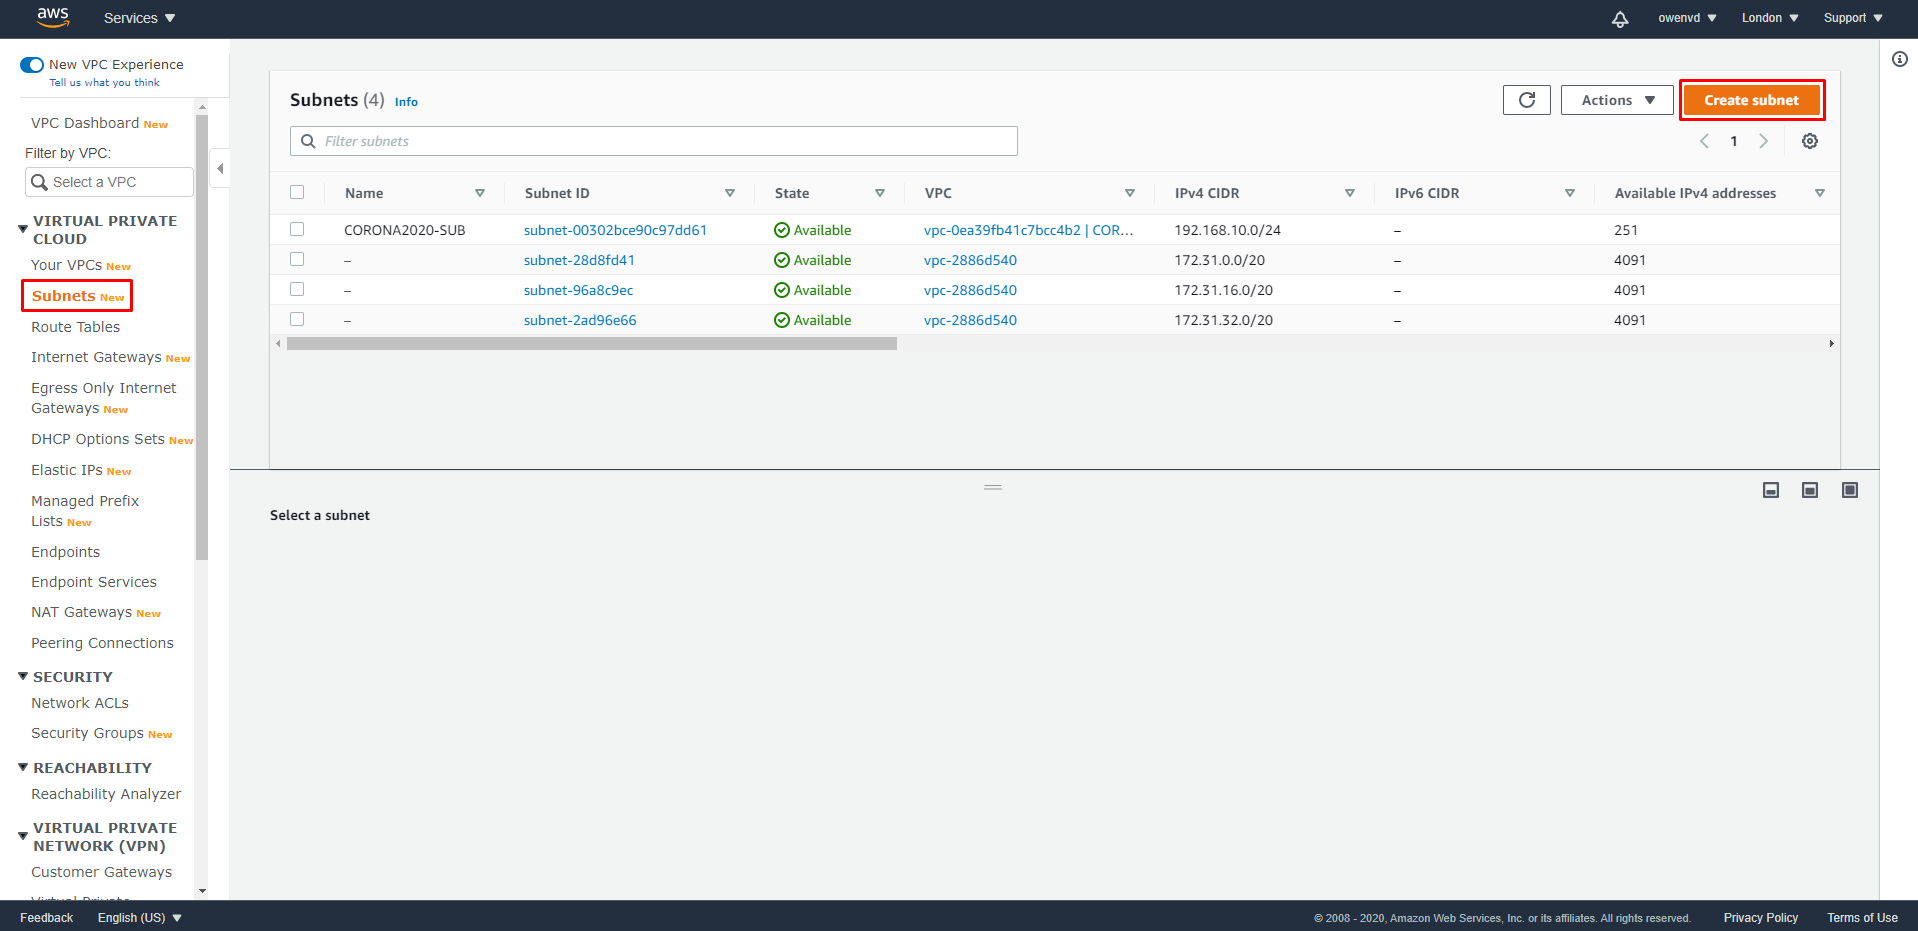 aws
Services
owenvd
London
Support
New VPC Experience
Tell us what you think
VPC Dashboard New
Filter by VPC:
Select a VPC
VIRTUAL PRIVATE
CLOUD
Your VPCs New
Subnets New
Route Tables
Internet Gateways New
Egress Only Internet
Gateways New
DHCP Options Sets New
Elastic IPs New
Managed Prefix
Lists New
Endpoints
Endpoint Services
NAT Gateways New
Peering Connections
SECURITY
Network ACLs
Security Groups New
REACHABILITY
Reachability Analyzer
VIRTUAL PRIVATE
NETWORK (VPN)
Customer Gateways
Virtual Private
Subnets (4) Info
Actions
Create subnet
Filter subnets
1
Name Subnet ID State VPC IPv4 CIDR IPv6 CIDR Available IPv4 addresses
CORONA2020-SUB subnet-00302bce90c97dd61 Available vpc-0ea39fb41c7bcc4b2 | COR... 192.168.10.0/24 – 251
– subnet-28d8fd41 Available vpc-2886d540 172.31.0.0/20 – 4091
– subnet-96a8c9ec Available vpc-2886d540 172.31.16.0/20 – 4091
– subnet-2ad96e66 Available vpc-2886d540 172.31.32.0/20 – 4091
Select a subnet
Feedback
English (US)
© 2008 - 2020, Amazon Web Services, Inc. or its affiliates. All rights reserved.
Privacy Policy
Terms of Use